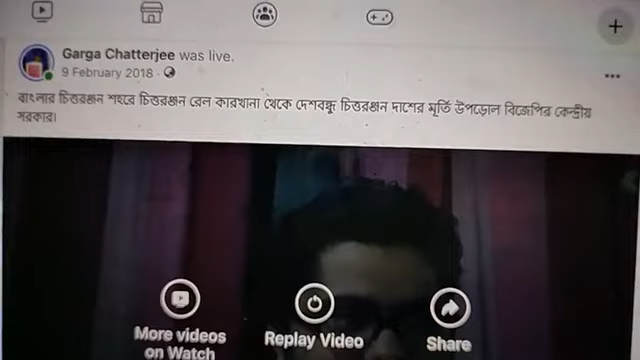 Garga Chatterjee was live.
9 February 2018 ·
বাংলার চিত্তরঞ্জন শহরে চিত্তরঞ্জন রেল কারখানা থেকে দেশবন্ধু চিত্তরঞ্জন দাশের মূর্তি উপড়োল বিজেপির কেন্দ্রীয়
সরকার।
More videos
on Watch
Replay Video
Share